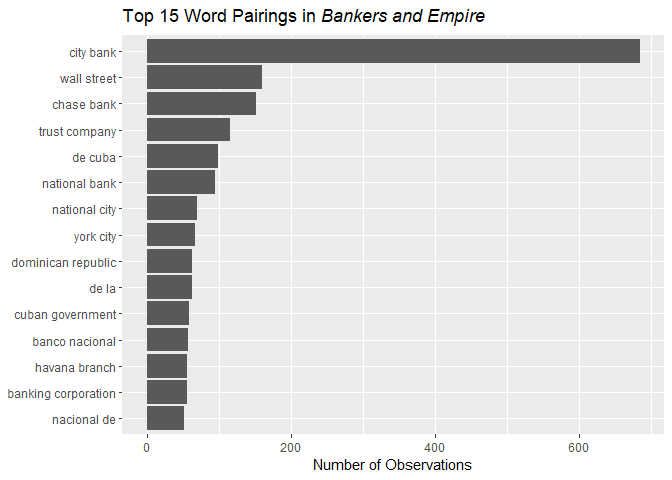 Top 15 Word Pairings in Bankers and Empire
city bank
wall street
chase bank
trust company
de cuba
national bank
national city
york city
dominican republic
de la
cuban government
banco nacional
havana branch
banking corporation
nacional de
0 200 400 600
Number of Observations